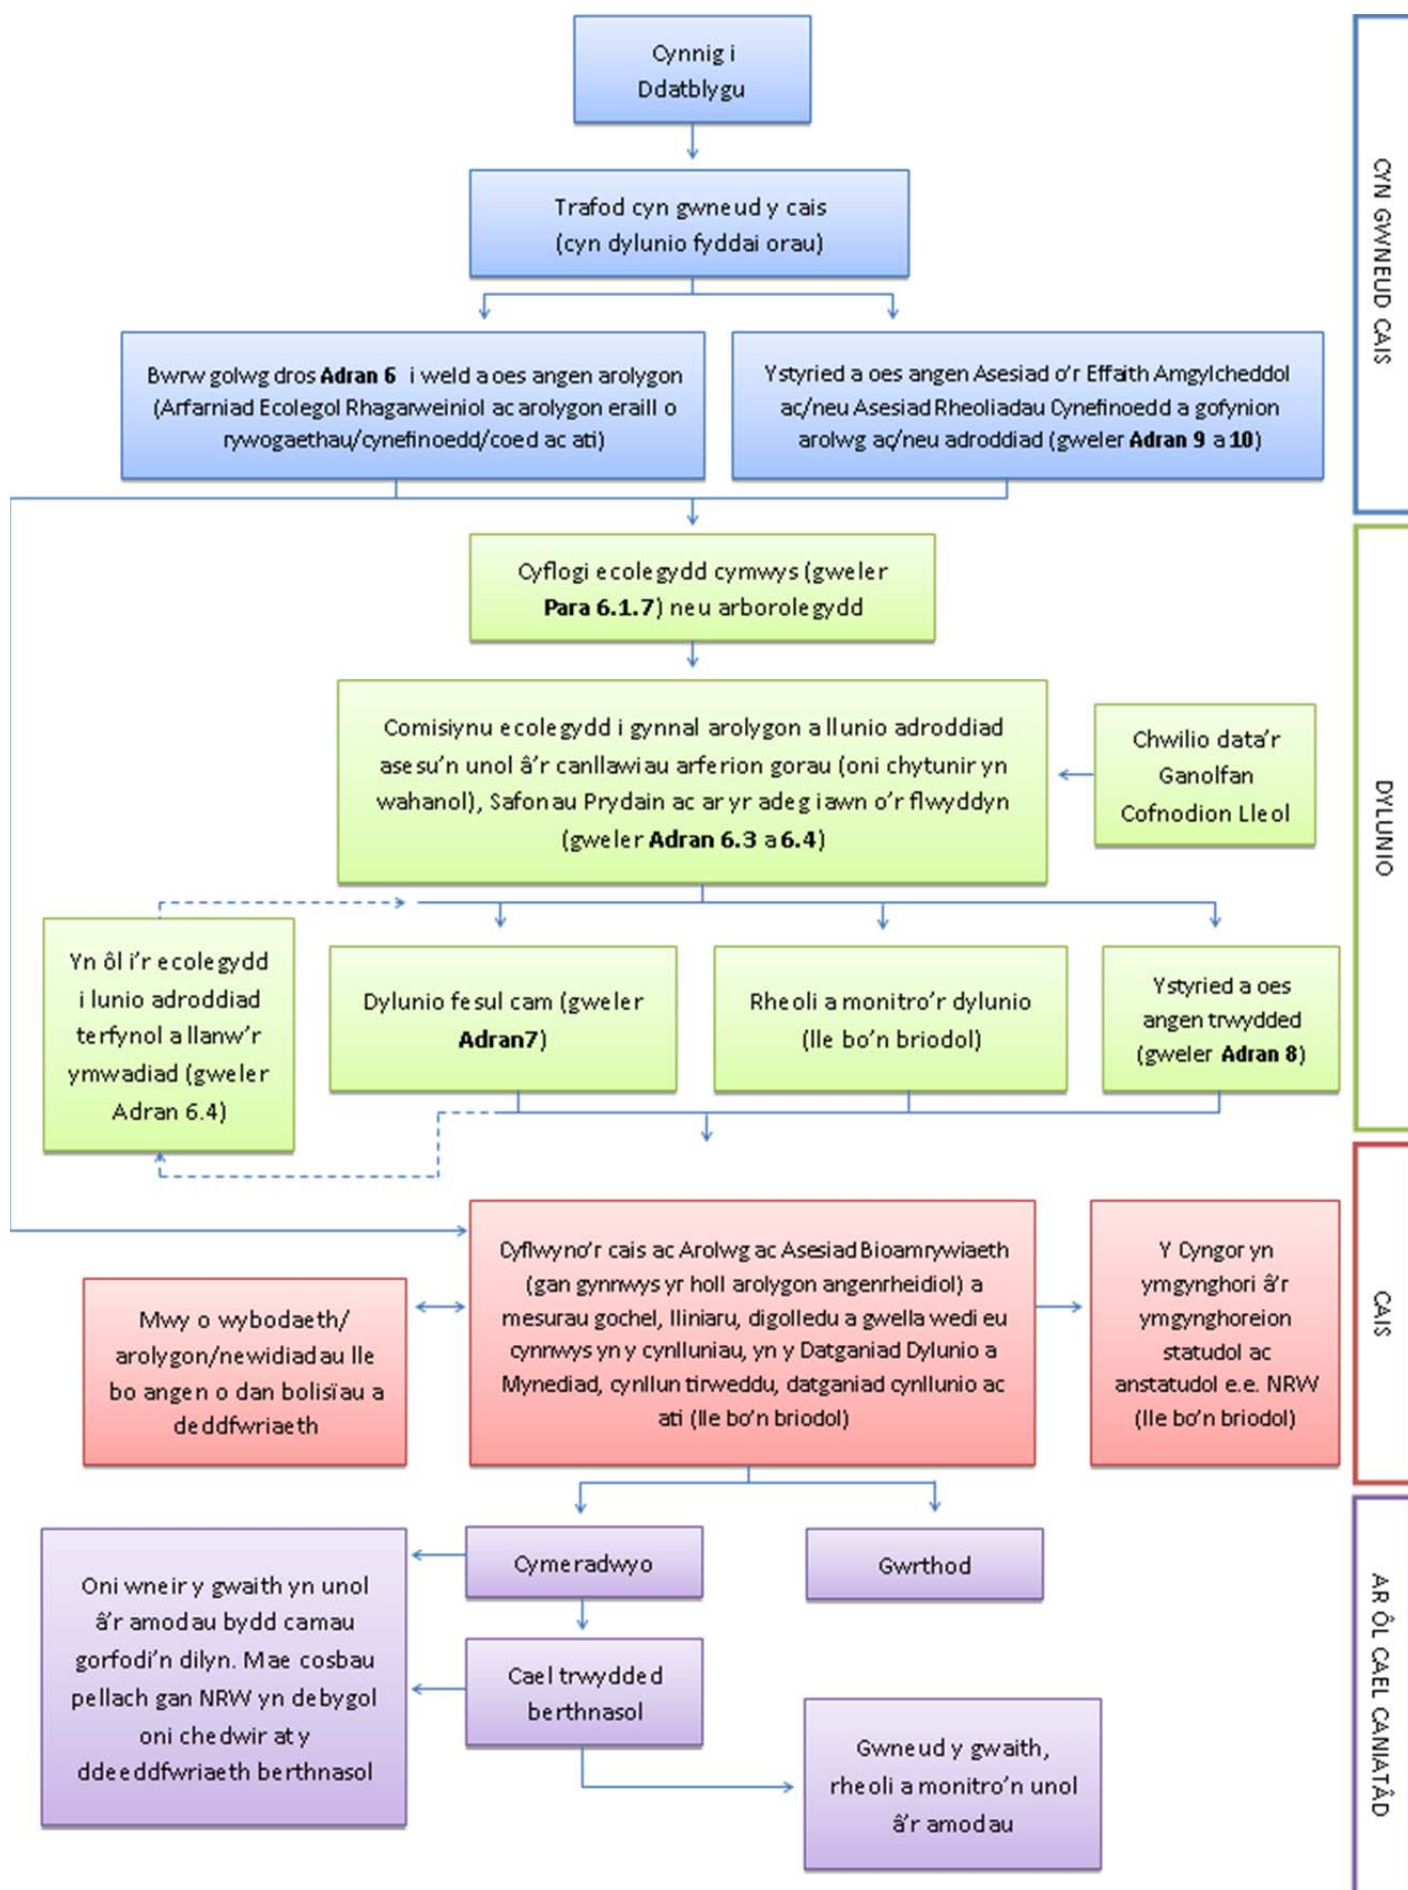 Cynnig i
Ddatblygu
Trafod cyn gwneud y cais
(cyn dylunio fyddai orau)
Bwrw golwg dros Adran 6 i weld a oes angen arolygon
(Arfarniad Ecolegol Rhagarweiniol ac arolygon eraill o
rywogaethau/cynefinoedd/coed ac ati)
Ystyried a oes angen Asesiad o'r Effaith Amgylcheddol
ac/neu Asesiad Rheoliadau Cynefinoedd a gofynion
arolwg ac/neu adroddiad (gweler Adran 9 a 10)
CYN GWNEUD CAIS
Cyflogi ecolegydd cymwys (gweler
Para 6.1.7) neu arborolegydd
Comisiynu ecolegydd i gynnal arolygon a llunio adroddiad
asesu'n unol â'r canllawiau arferion gorau (oni chytunir yn
wahanol), Safonau Prydain ac ar yr adeg iawn o'r flwyddyn
(gweler Adran 6.3 a 6.4)
Chwilio data'r
Ganolfan
Cofnodion Lleol
Yn ôl i'r ecolegydd
i lunio adroddiad
terfynol a llanw'r
ymwadiad (gweler
Adran 6.4)
Dylunio fesul cam (gweler
Adran7)
Rheoli a monitro'r dylunio
(lle bo'n briodol)
Ystyried a oes
angen trwydded
(gweler Adran 8)
DYLUNIO
Mwy o wybodaeth/
arolygon/newidiadau lle
bo angen o dan bolisïau a
deddfwriaeth
Cyflwyno'r cais ac Arolwg ac Asesiad Bioamrywiaeth
(gan gynnwys yr holl arolygon angenrheidiol) a
mesurau gochel, lliniaru, digolledu a gwella wedi eu
cynnwys yn y cynlluniau, yn y Datganiad Dylunio a
Mynediad, cynllun tirweddu, datganiad cynllunio ac
ati (lle bo'n briodol)
Y Cyngor yn
ymgynghori â'r
ymgynghoreion
statudol ac
anstatudol e.e. NRW
(lle bo'n briodol)
CAIS
Oni wneir y gwaith yn unol
â'r amodau bydd camau
gorfodi'n dilyn. Mae cosbau
pellach gan NRW yn debygol
oni chedwir at y
ddeeddfwriaeth berthnasol
Cymeradwyo
Gwrthod
Cael trwydded
berthnasol
Gwneud y gwaith,
rheoli a monitro'n unol
â'r amodau
AR ÔL CAEL CANIATÂD